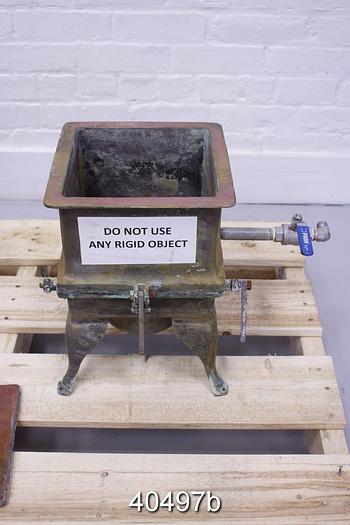 DO NOT USE
ANY RIGID OBJECT
40497b